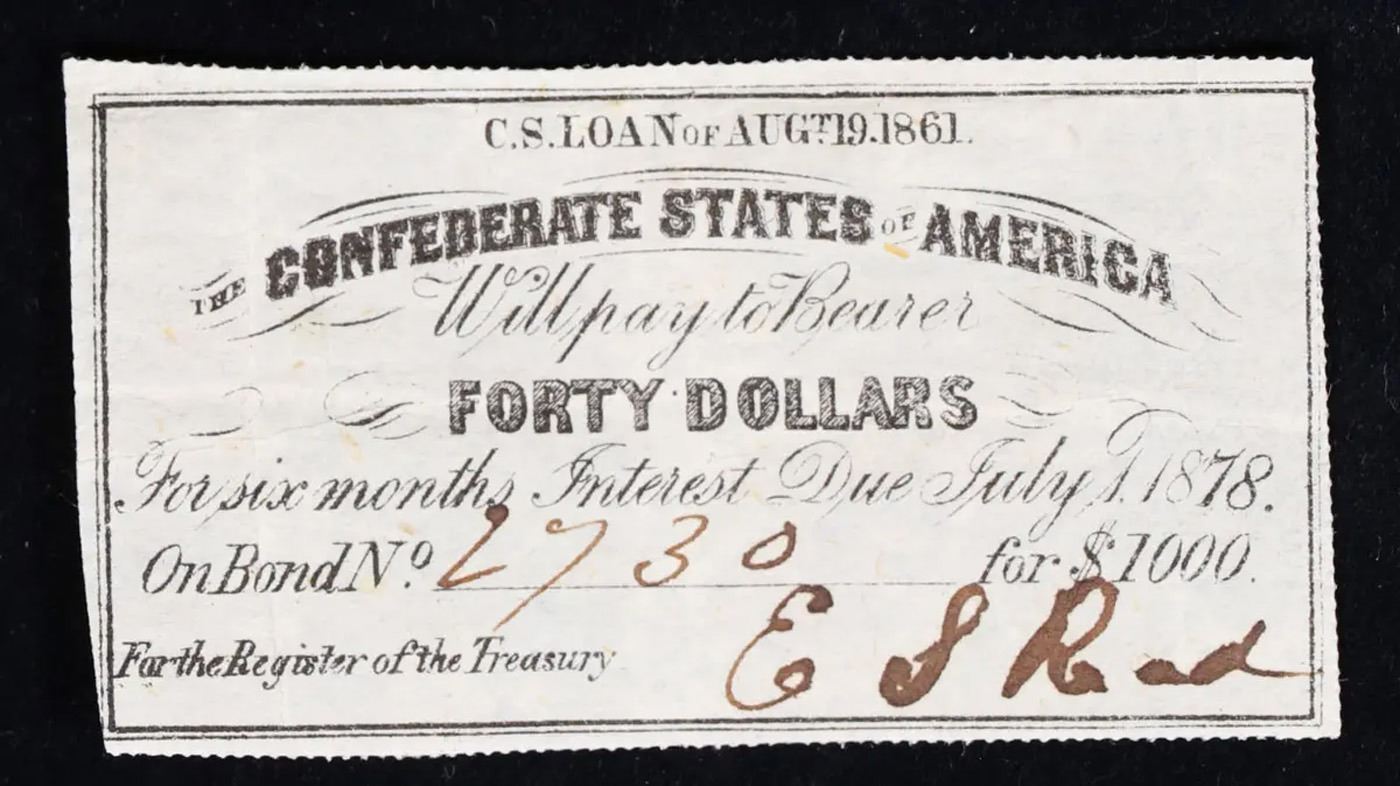 C.S. LOAN OF AUGT. 19. 1861.
THE CONFEDERATE STATES OF AMERICA
Will pay to Bearer
FORTY DOLLARS
For six months Interest Due July 1. 1878.
On Bond No. 2730 for $1000.
For the Register of the Treasury E S Read